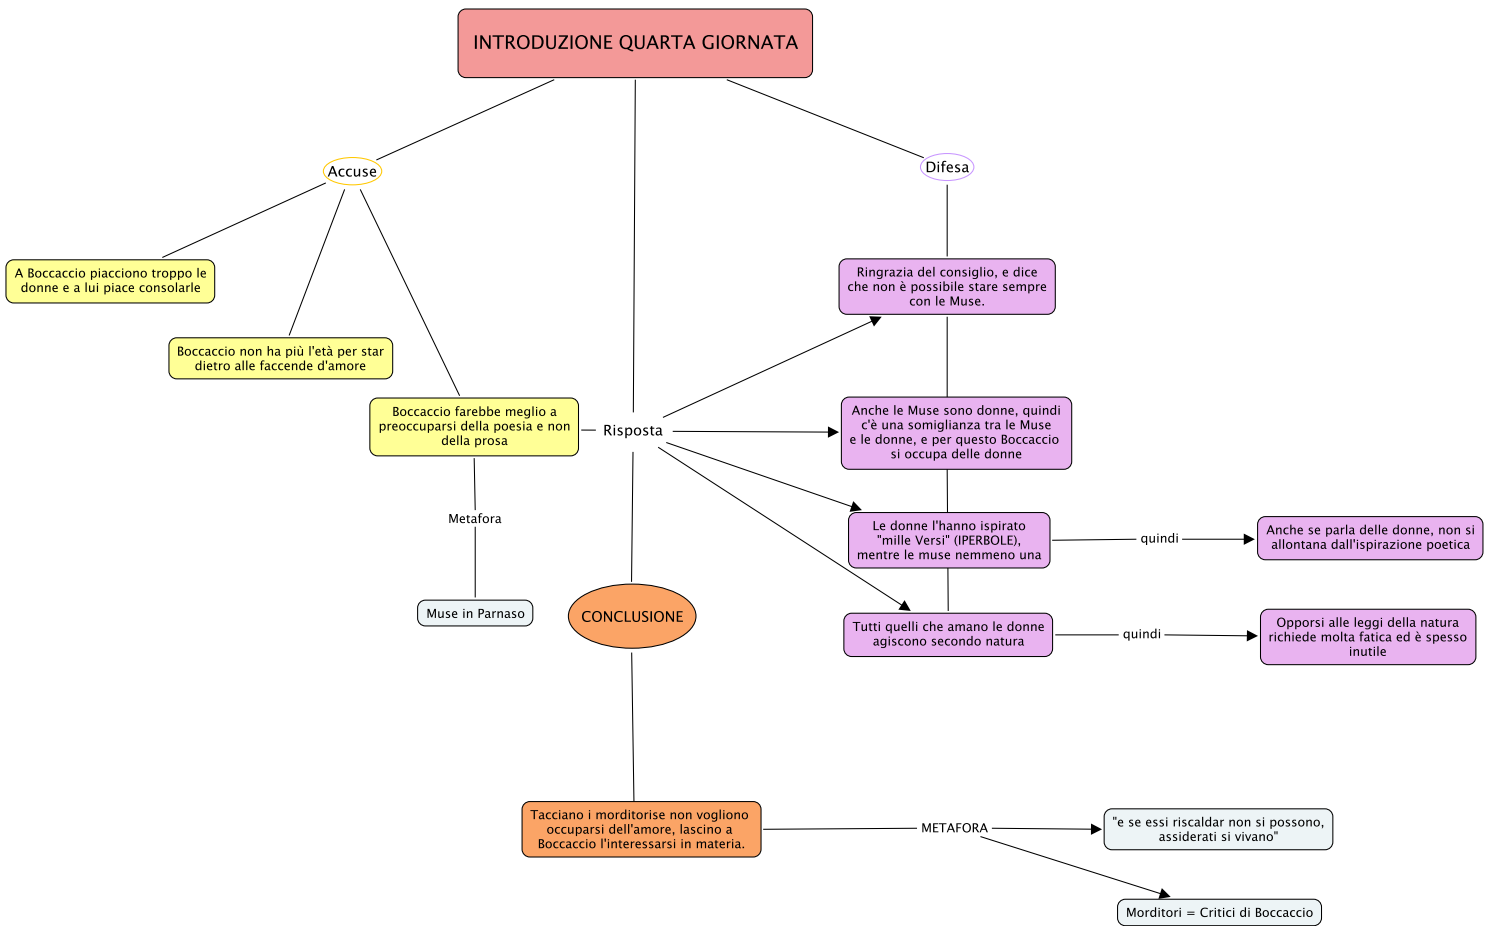 INTRODUZIONE QUARTA GIORNATA
Accuse
Difesa
A Boccaccio piacciono troppo le
donne e a lui piace consolarle
Ringrazia del consiglio, e dice
che non è possibile stare sempre
con le Muse.
Boccaccio non ha più l'età per star
dietro alle faccende d'amore
Boccaccio farebbe meglio a
preoccuparsi della poesia e non
della prosa
Risposta
Anche le Muse sono donne, quindi
c'è una somiglianza tra le Muse
e le donne, e per questo Boccaccio
si occupa delle donne
Metafora
Le donne l'hanno ispirato
"mille Versi" (IPERBOLE),
mentre le muse nemmeno una
quindi
Anche se parla delle donne, non si
allontana dall'ispirazione poetica
Muse in Parnaso
CONCLUSIONE
Tutti quelli che amano le donne
agiscono secondo natura
quindi
Opporsi alle leggi della natura
richiede molta fatica ed è spesso
inutile
Tacciano i morditorise non vogliono
occuparsi dell'amore, lascino a
Boccaccio l'interessarsi in materia.
METAFORA
"e se essi riscaldar non si possono,
assiderati si vivano"
Morditori = Critici di Boccaccio